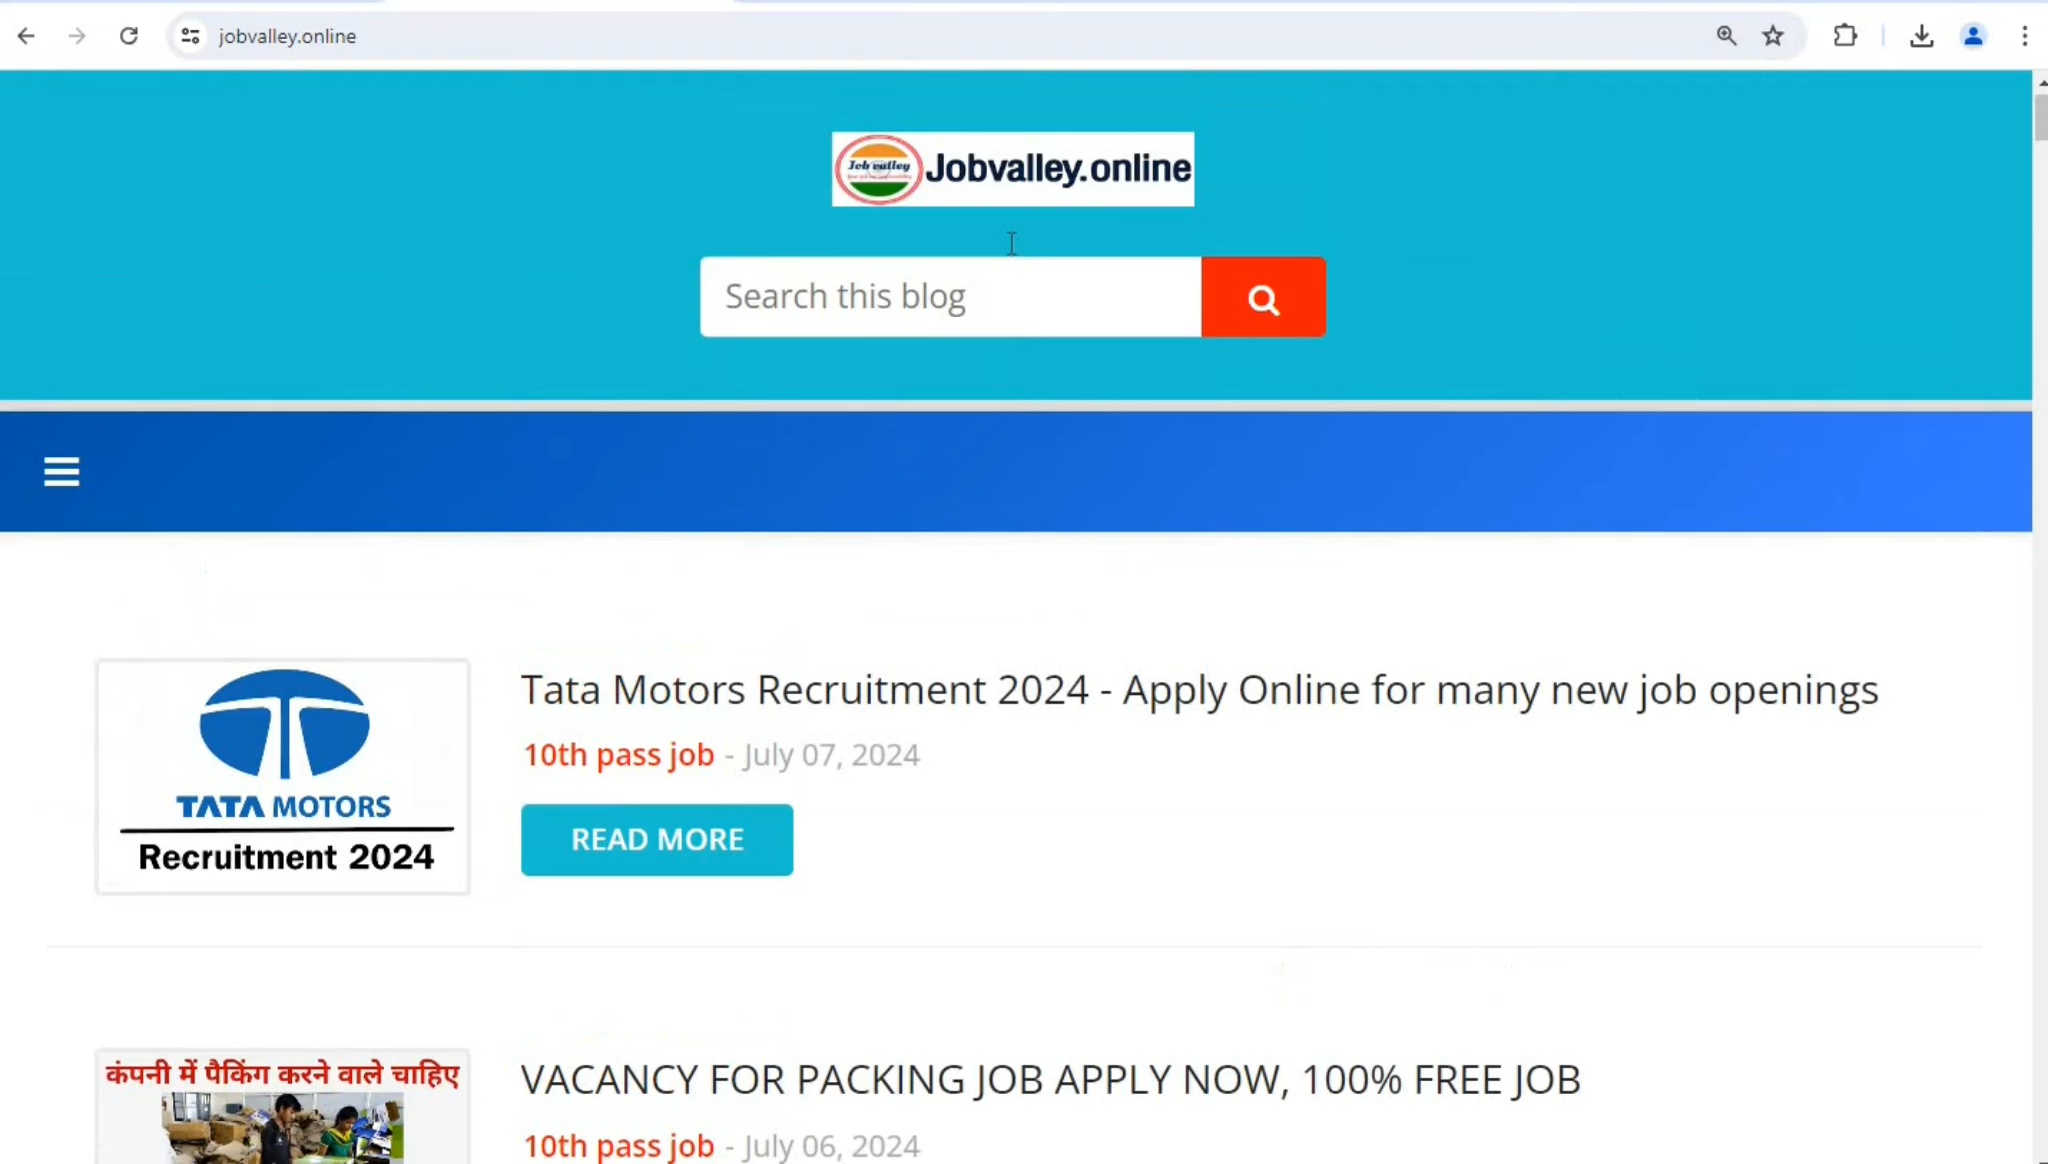 jobvalley.online
Job valley
Jobvalley.online
Search this blog
TATA MOTORS
Recruitment 2024
Tata Motors Recruitment 2024 - Apply Online for many new job openings
10th pass job - July 07, 2024
READ MORE
कंपनी में पैकिंग करने वाले चाहिए
VACANCY FOR PACKING JOB APPLY NOW, 100% FREE JOB
10th pass job - July 06, 2024